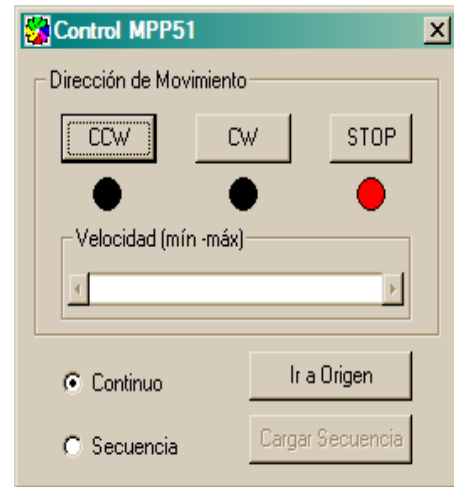 Control MPP51
Dirección de Movimiento
CCW CW STOP
Velocidad (mín -máx)
Continuo Ir a Origen
Secuencia Cargar Secuencia